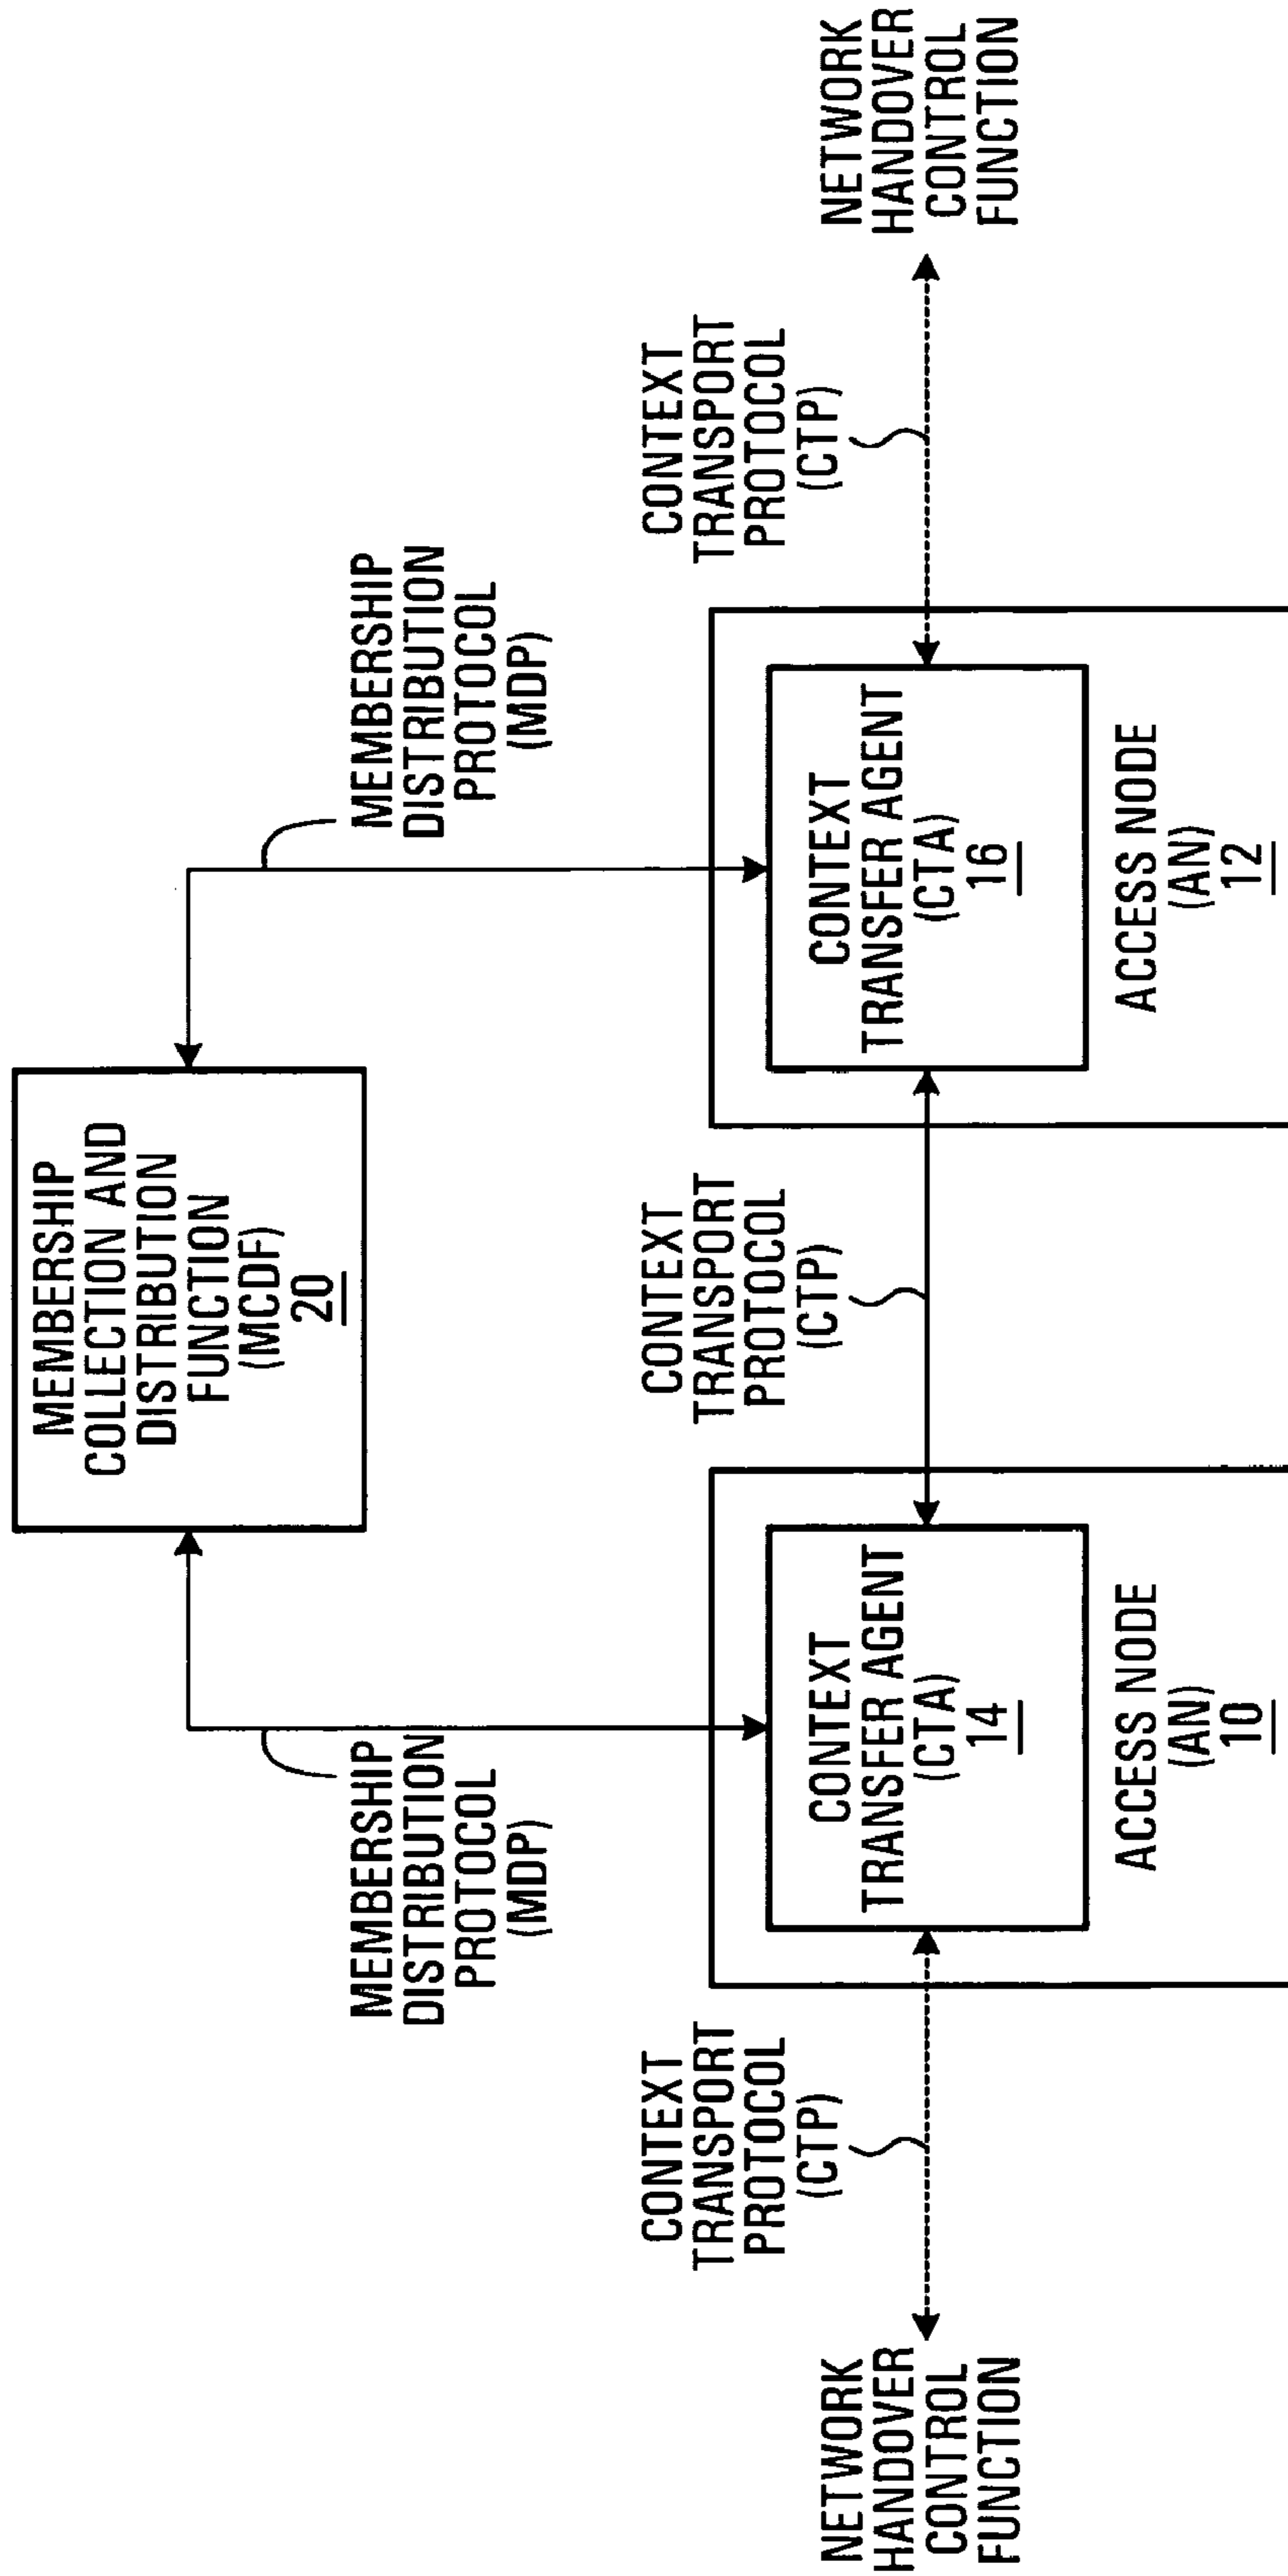 MEMBERSHIP
COLLECTION AND
DISTRIBUTION
FUNCTION
(MCDF)
20
MEMBERSHIP
DISTRIBUTION
PROTOCOL
(MDP)
MEMBERSHIP
DISTRIBUTION
PROTOCOL
(MDP)
NETWORK
HANDOVER
CONTROL
FUNCTION
CONTEXT
TRANSPORT
PROTOCOL
(CTP)
CONTEXT
TRANSFER AGENT
(CTA)
14
ACCESS NODE
(AN)
10
CONTEXT
TRANSPORT
PROTOCOL
(CTP)
CONTEXT
TRANSFER AGENT
(CTA)
16
ACCESS NODE
(AN)
12
CONTEXT
TRANSPORT
PROTOCOL
(CTP)
NETWORK
HANDOVER
CONTROL
FUNCTION